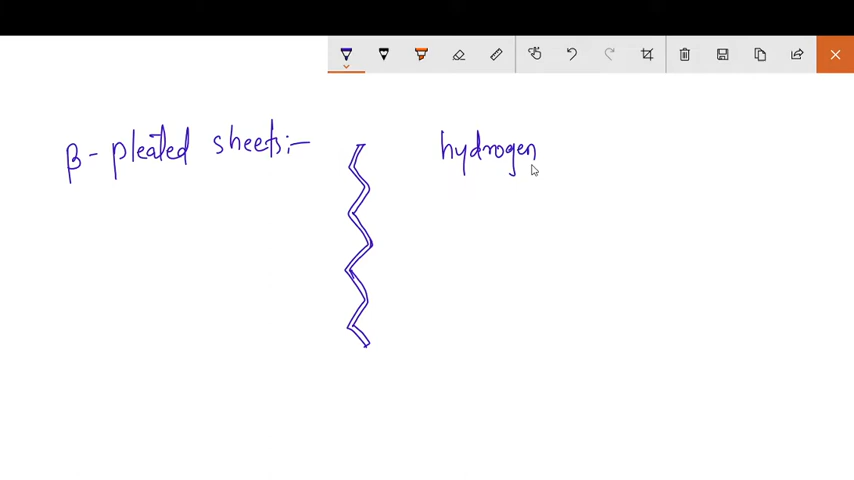 β- pleated sheets:-
hydrogen